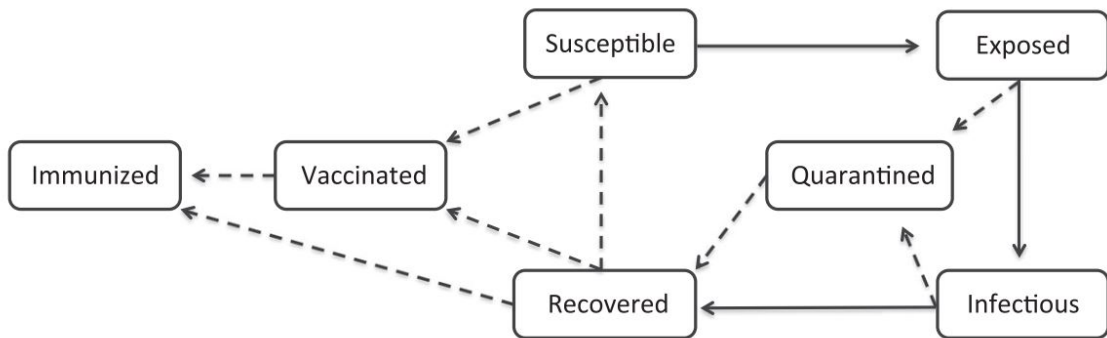 Susceptible
Exposed
Immunized
Vaccinated
Quarantined
Recovered
Infectious